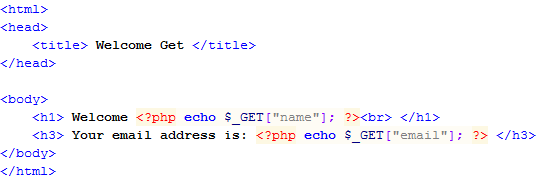 <html>
<head>
<title> Welcome Get </title>
</head>
<body>
<h1> Welcome <?php echo $_GET["name"]; ?><br> </h1>
<h3> Your email address is: <?php echo $_GET["email"]; ?> </h3>
</body>
</html>